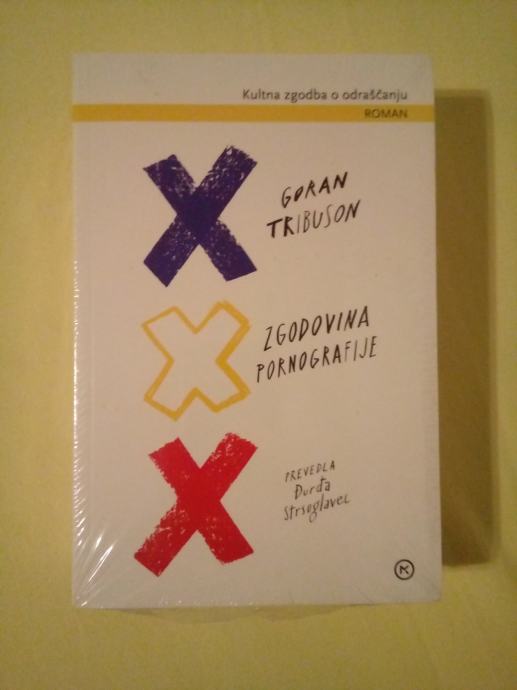 Kultna zgodba o odraščanju
ROMAN
GORAN
TRIBUSON
ZGODOVINA
PORNOGRAFIJE
PREVEDLA
Đurđa
Strsoglavec